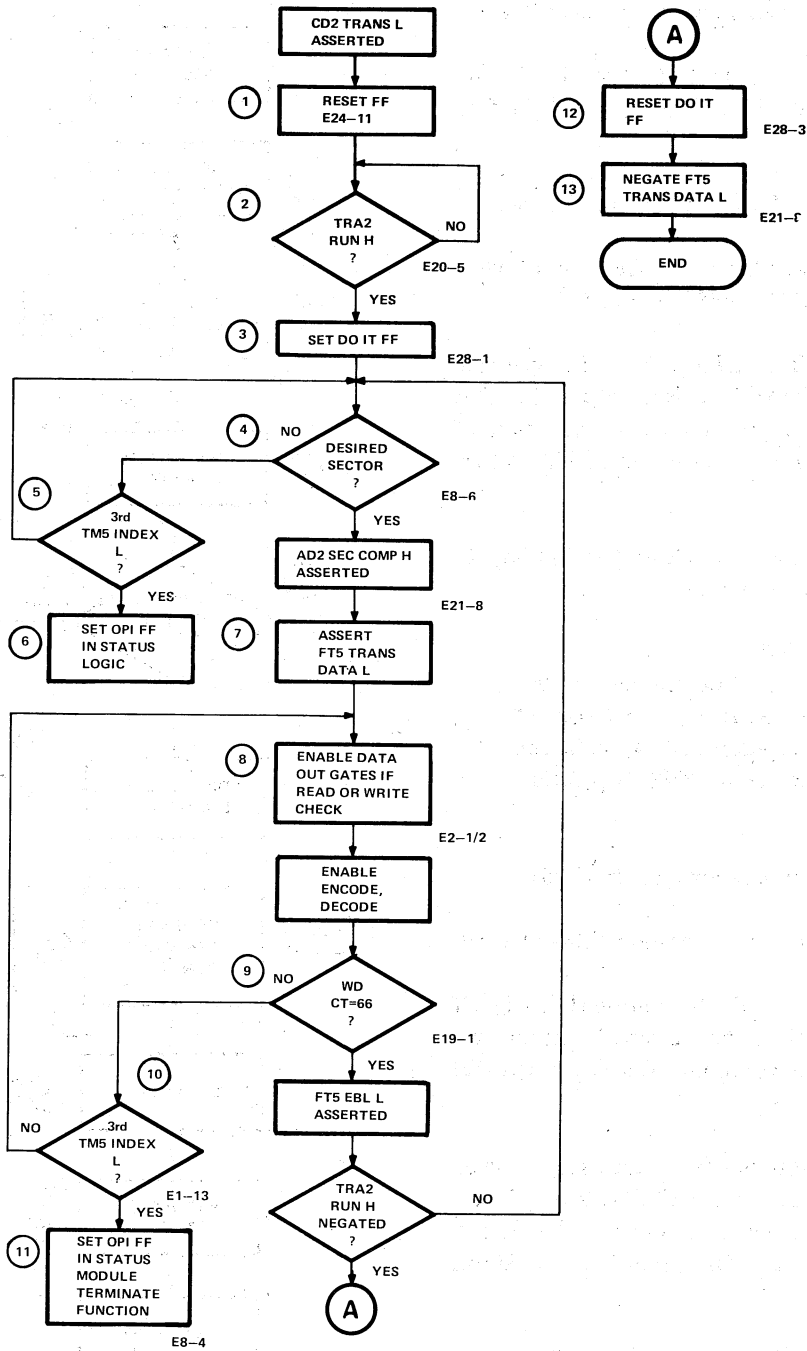 CD2 TRANS L
ASSERTED
1
RESET FF
E24–11
2
TRA2
RUN H
?
NO
E20–5
YES
3
SET DO IT FF
E28–1
4
NO
DESIRED
SECTOR
?
E8–6
YES
5
3rd
TM5 INDEX
L
?
YES
6
SET OPI FF
IN STATUS
LOGIC
AD2 SEC COMP H
ASSERTED
E21–8
7
ASSERT
FT5 TRANS
DATA L
8
ENABLE DATA
OUT GATES IF
READ OR WRITE
CHECK
E2–1/2
ENABLE
ENCODE,
DECODE
9
NO
WD
CT=66
?
E19–1
YES
10
NO
3rd
TM5 INDEX
L
?
E1–13
YES
11
SET OPI FF
IN STATUS
MODULE
TERMINATE
FUNCTION
E8–4
FT5 EBL L
ASSERTED
TRA2
RUN H
NEGATED
?
NO
YES
A
A
12
RESET DO IT
FF
E28–3
13
NEGATE FT5
TRANS DATA L
END